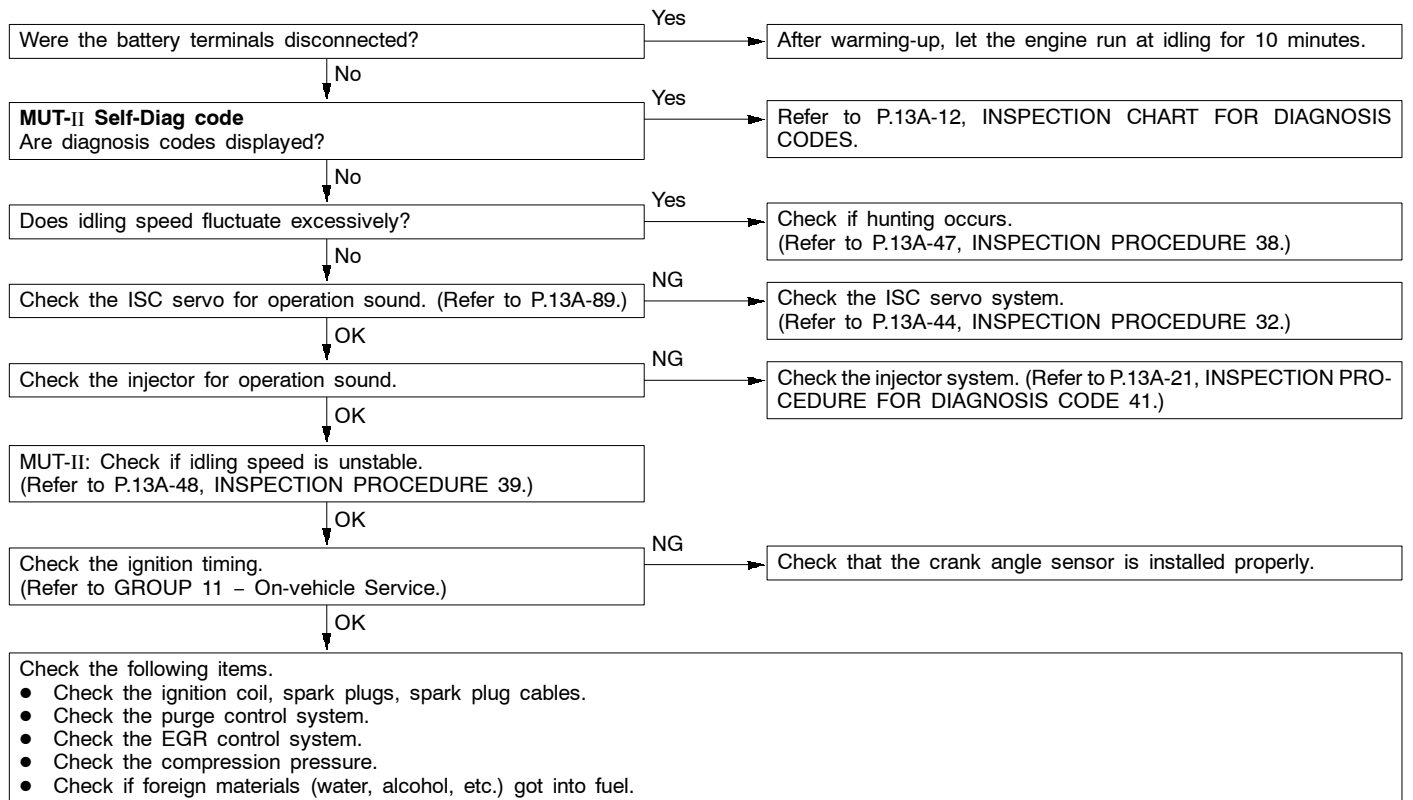 Were the battery terminals disconnected?
Yes
After warming-up, let the engine run at idling for 10 minutes.
No
MUT-II Self-Diag code
Are diagnosis codes displayed?
Yes
Refer to P.13A-12, INSPECTION CHART FOR DIAGNOSIS
CODES.
No
Does idling speed fluctuate excessively?
Yes
Check if hunting occurs.
(Refer to P.13A-47, INSPECTION PROCEDURE 38.)
No
Check the ISC servo for operation sound. (Refer to P.13A-89.)
NG
Check the ISC servo system.
(Refer to P.13A-44, INSPECTION PROCEDURE 32.)
OK
Check the injector for operation sound.
NG
Check the injector system. (Refer to P.13A-21, INSPECTION PRO-
CEDURE FOR DIAGNOSIS CODE 41.)
OK
MUT-II: Check if idling speed is unstable.
(Refer to P.13A-48, INSPECTION PROCEDURE 39.)
OK
Check the ignition timing.
(Refer to GROUP 11 – On-vehicle Service.)
NG
Check that the crank angle sensor is installed properly.
OK
Check the following items.
● Check the ignition coil, spark plugs, spark plug cables.
● Check the purge control system.
● Check the EGR control system.
● Check the compression pressure.
● Check if foreign materials (water, alcohol, etc.) got into fuel.